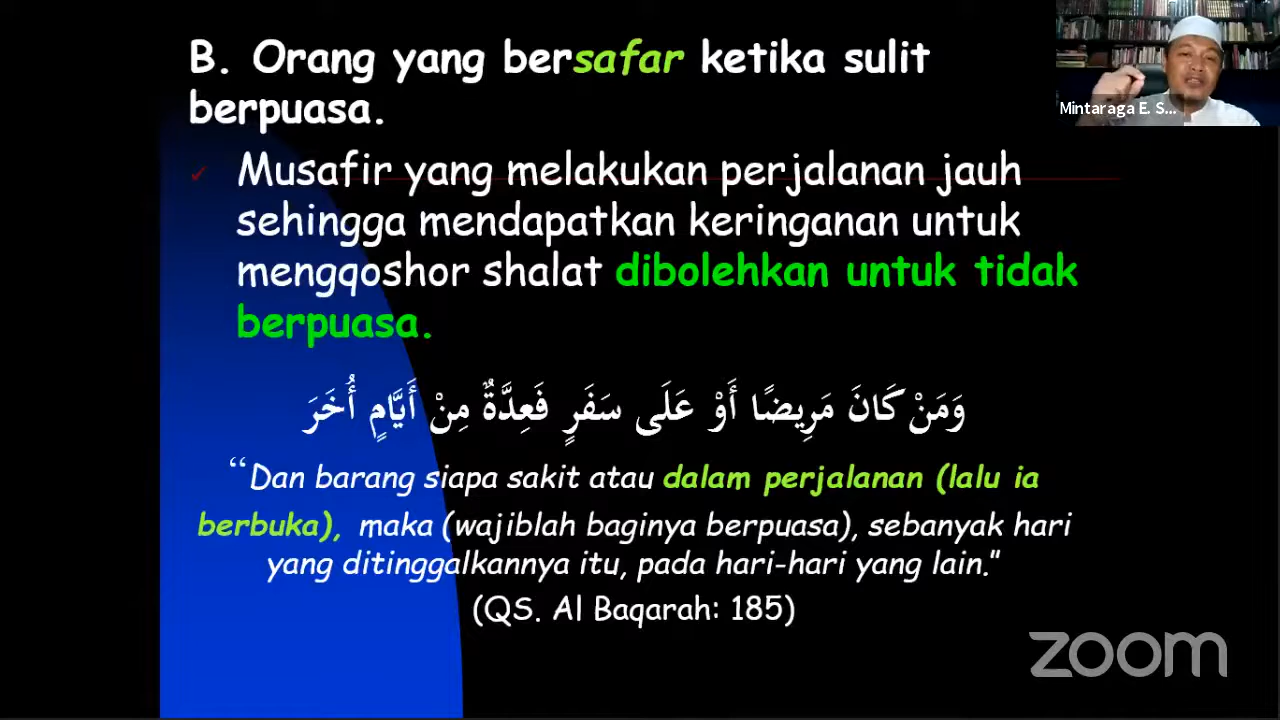 B. Orang yang bersafar ketika sulit
berpuasa.
Mintaraga E. S...
✓ Musafir yang melakukan perjalanan jauh
sehingga mendapatkan keringanan untuk
mengqoshor shalat dibolehkan untuk tidak
berpuasa.
وَمَنْ كَانَ مَرِيضًا أَوْ عَلَى سَفَرٍ فَعِدَّةٌ مِنْ أَيَّامٍ أُخَرَ
“Dan barang siapa sakit atau dalam perjalanan (lalu ia
berbuka), maka (wajiblah baginya berpuasa), sebanyak hari
yang ditinggalkannya itu, pada hari-hari yang lain."
(QS. Al Baqarah: 185)
zoom